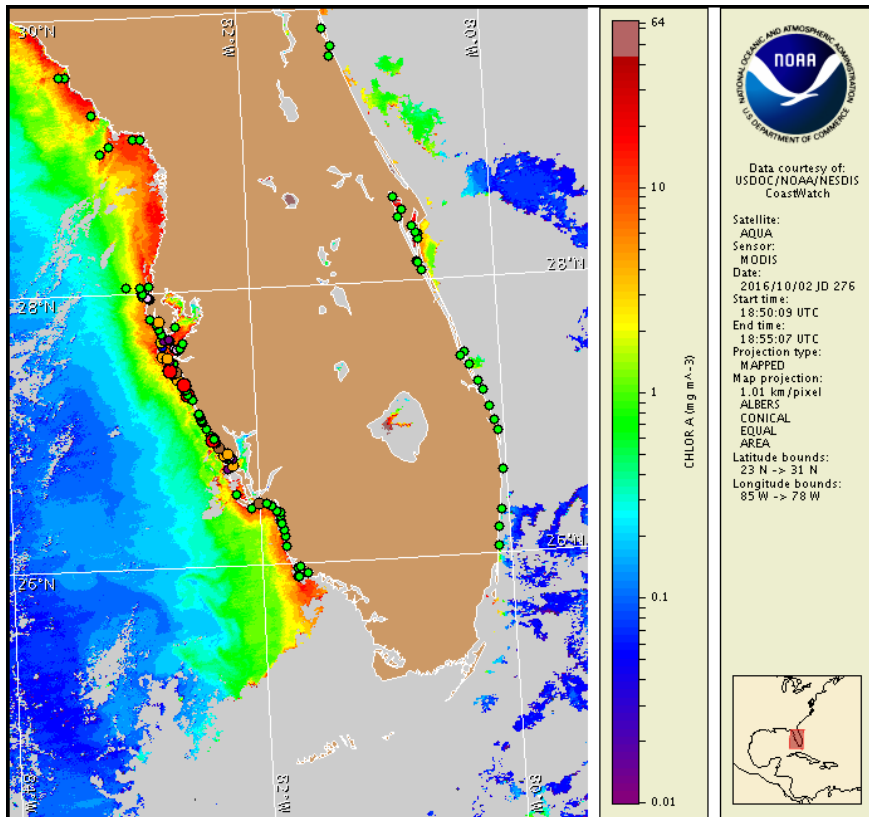 30°N
82°W
80°W
28°N
28°N
26°N
26°N
84°W
82°W
80°W
64
10
1
0.1
0.01
CHLOR A (mg m^-3)
NATIONAL OCEANIC AND ATMOSPHERIC ADMINISTRATION
NOAA
U.S. DEPARTMENT OF COMMERCE
Data courtesy of:
USDOC/NOAA/NESDIS
CoastWatch
Satellite:
AQUA
Sensor:
MODIS
Date:
2016/10/02 JD 276
Start time:
18:50:09 UTC
End time:
18:55:07 UTC
Projection type:
MAPPED
Map projection:
1.01 km/pixel
ALBERS
CONICAL
EQUAL
AREA
Latitude bounds:
23 N -> 31 N
Longitude bounds:
85 W -> 78 W